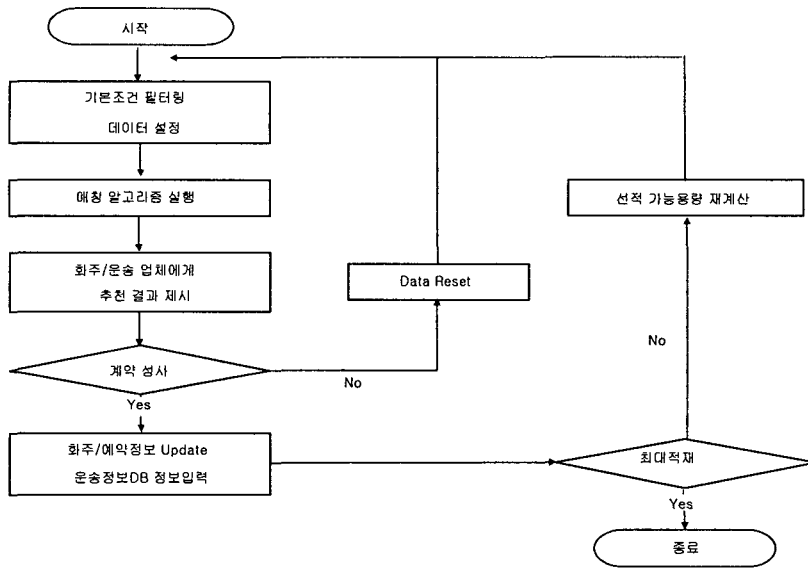 시작
기본조건 필터링
데이터 설정
매칭 알고리즘 실행
선적 가능용량 재계산
화주/운송 업체에게
추천 결과 제시
Data Reset
계약 성사
No
No
Yes
화주/예약정보 Update
운송정보DB 정보입력
최대적재
Yes
종료